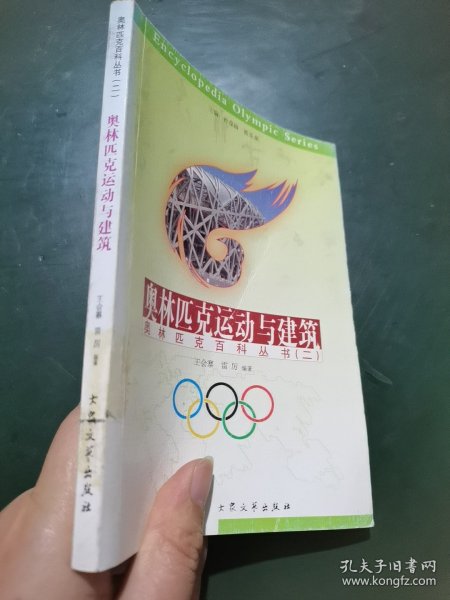 奥林匹克百科丛书(二)
奥林匹克运动与建筑
王会寨 雷厉 编著
大众文艺出版社
Encyclopedia Olympic Series
主编
奥林匹克运动与建筑
奥林匹克百科丛书(二)
王会寨 雷厉 编著
大众文艺出版社
孔夫子旧书网
www.kongfz.com